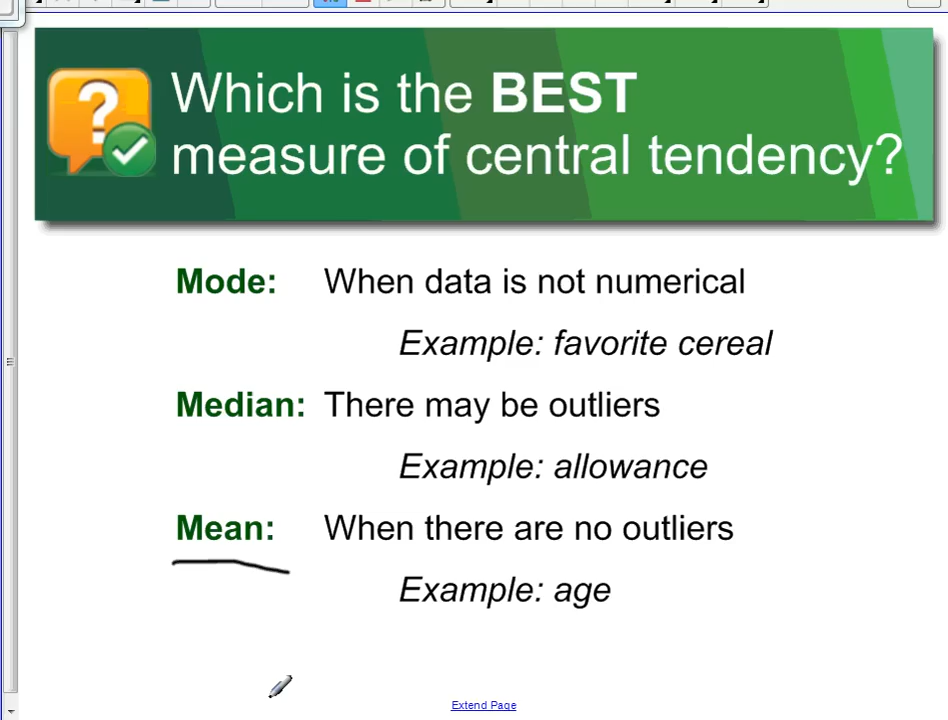 Which is the BEST
measure of central tendency?
Mode: When data is not numerical
Example: favorite cereal
Median: There may be outliers
Example: allowance
Mean: When there are no outliers
Example: age
Extend Page